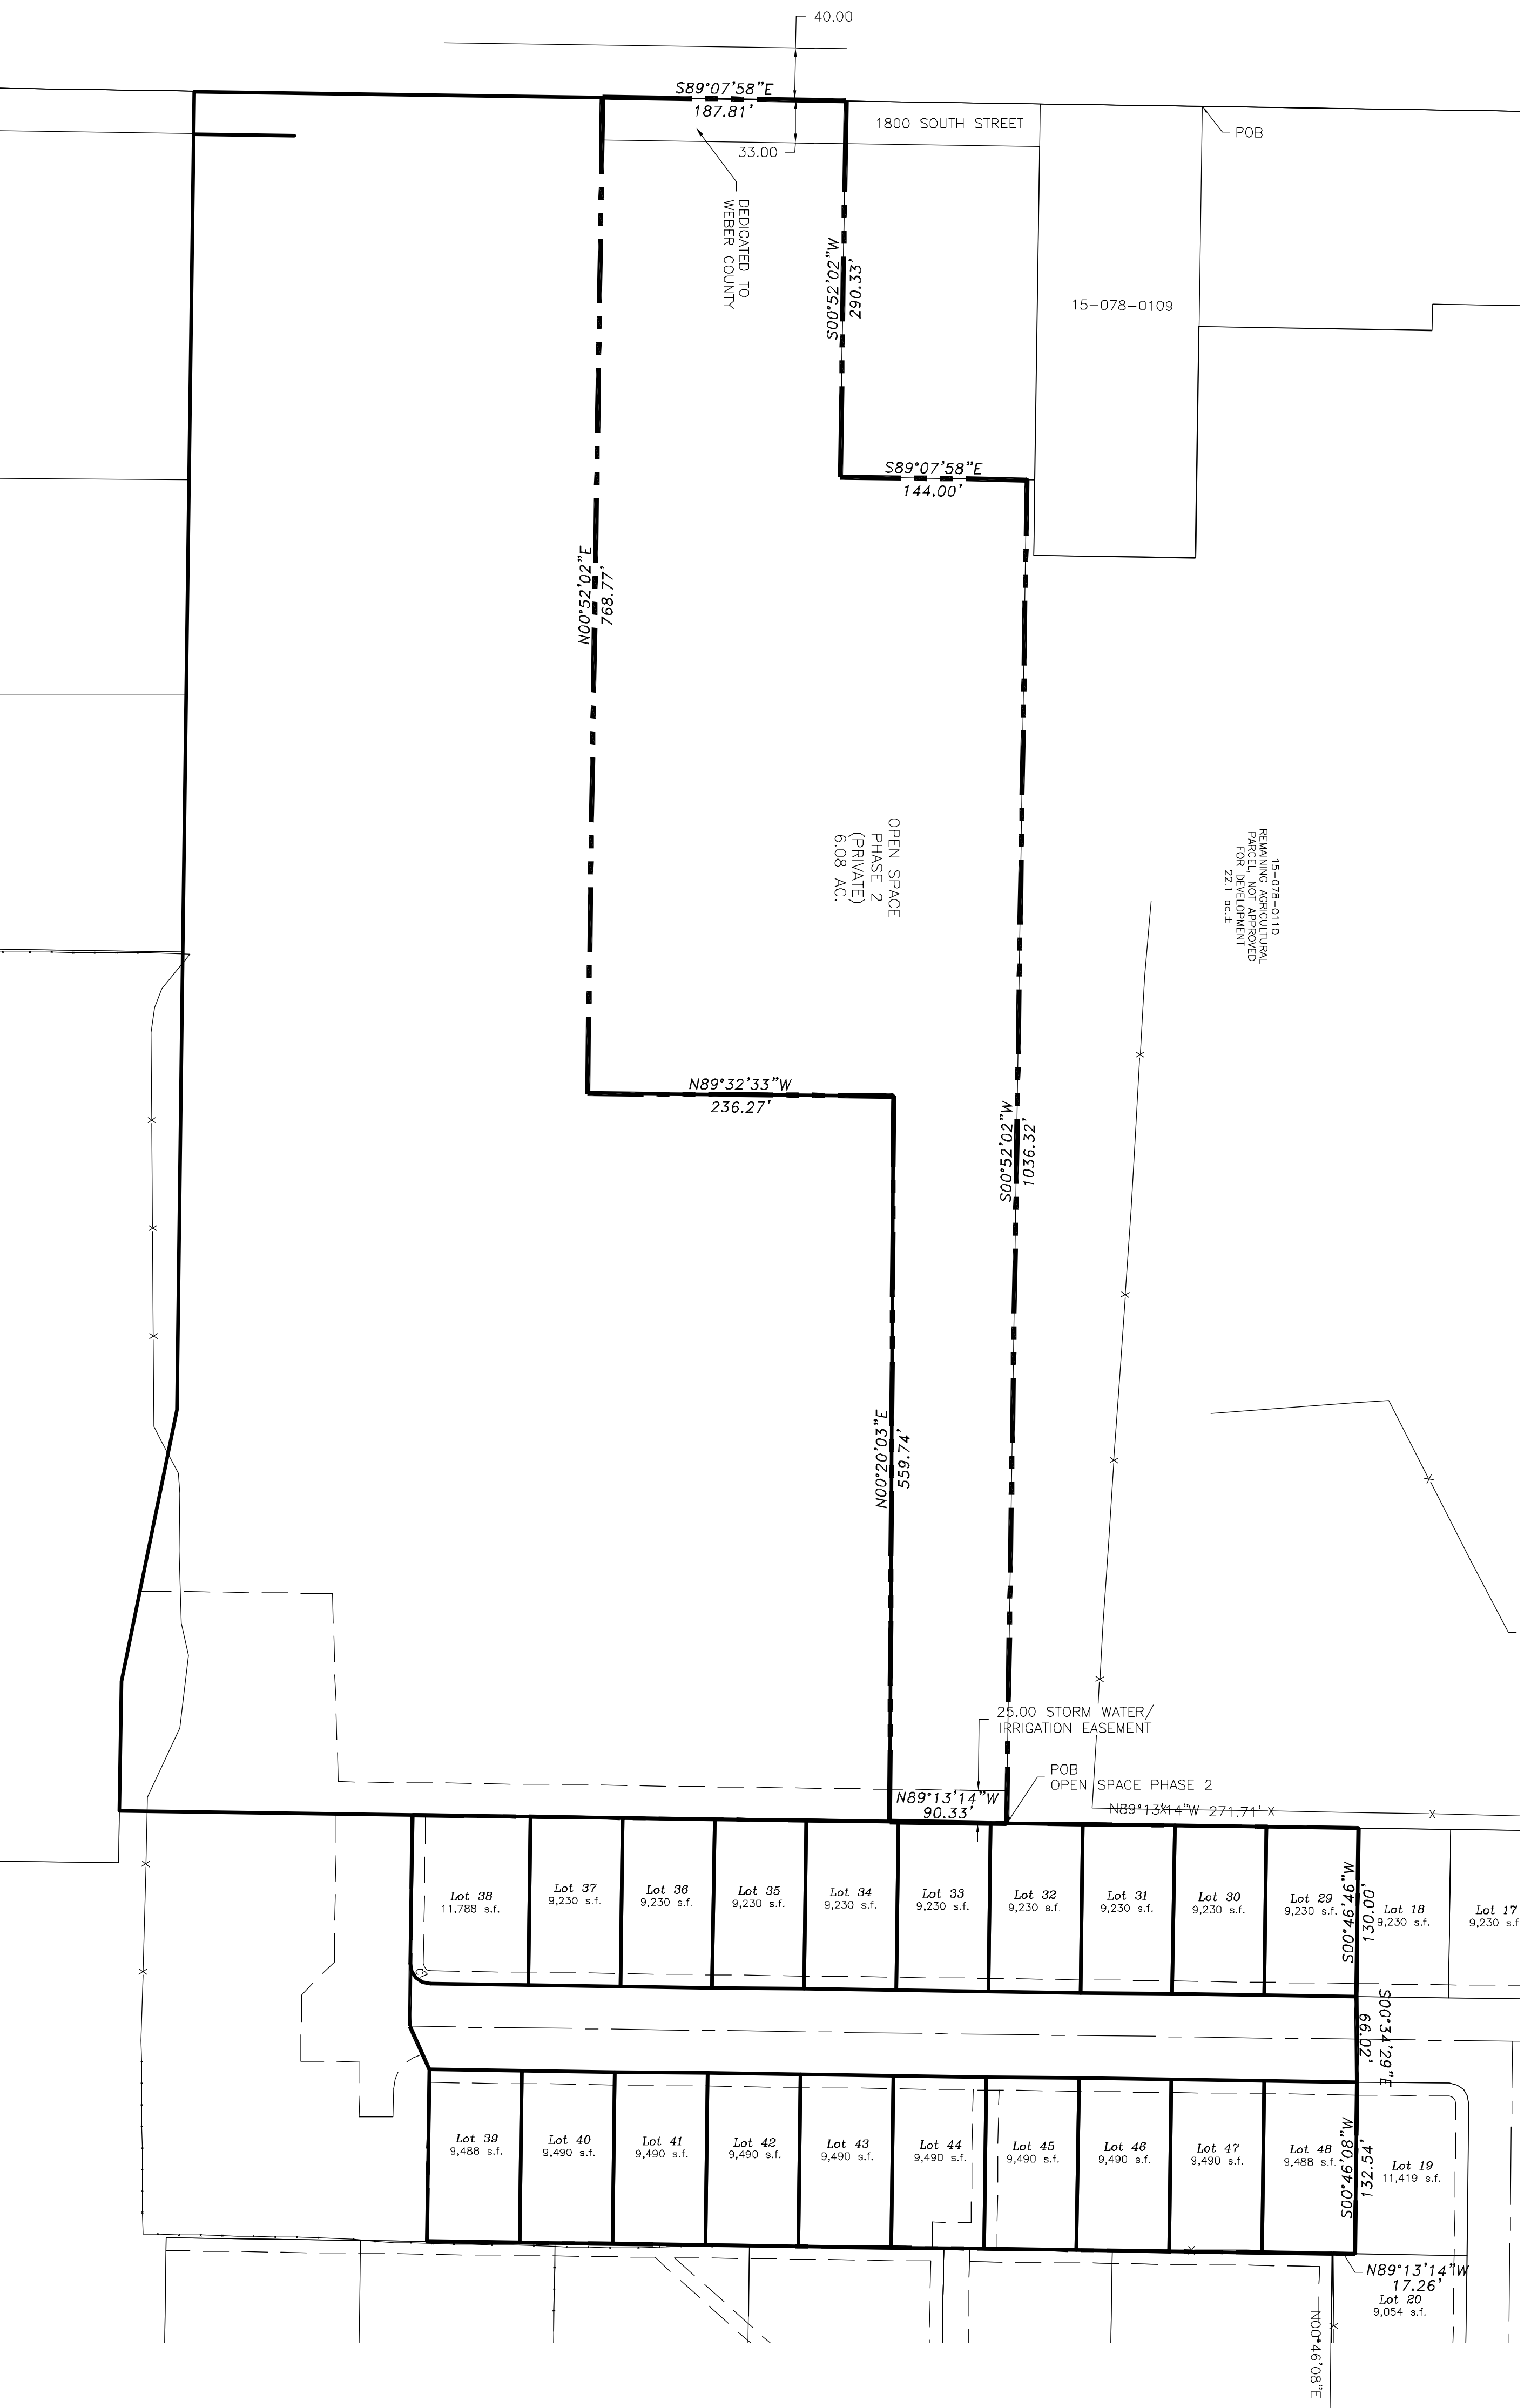 40.00
S89°07'58"E
187.81'
1800 SOUTH STREET
POB
33.00
DEDICATED TO
WEBER COUNTY
S00°52'02"W
290.33'
15-078-0109
S89°07'58"E
144.00'
N00°52'02"E
768.77'
OPEN SPACE
PHASE 2
(PRIVATE)
6.08 AC.
15-078-0110
REMAINING AGRICULTURAL
PARCEL, NOT APPROVED
FOR DEVELOPMENT
22.1 ac.±
N89°32'33"W
236.27'
S00°52'02"W
1036.32'
N00°20'03"E
559.74'
25.00 STORM WATER/
IRRIGATION EASEMENT
POB
OPEN SPACE PHASE 2
N89°13'14"W
90.33'
N89°13'14"W 271.71'
Lot 38
11,788 s.f.
Lot 37
9,230 s.f.
Lot 36
9,230 s.f.
Lot 35
9,230 s.f.
Lot 34
9,230 s.f.
Lot 33
9,230 s.f.
Lot 32
9,230 s.f.
Lot 31
9,230 s.f.
Lot 30
9,230 s.f.
Lot 29
9,230 s.f.
S00°46'46"W
130.00'
Lot 18
9,230 s.f.
Lot 17
9,230 s.f
S00°34'29"E
66.02'
Lot 39
9,488 s.f.
Lot 40
9,490 s.f.
Lot 41
9,490 s.f.
Lot 42
9,490 s.f.
Lot 43
9,490 s.f.
Lot 44
9,490 s.f.
Lot 45
9,490 s.f.
Lot 46
9,490 s.f.
Lot 47
9,490 s.f.
Lot 48
9,488 s.f.
S00°46'08"W
132.54'
Lot 19
11,419 s.f.
N89°13'14"W
17.26'
Lot 20
9,054 s.f.
N00°46'08"E